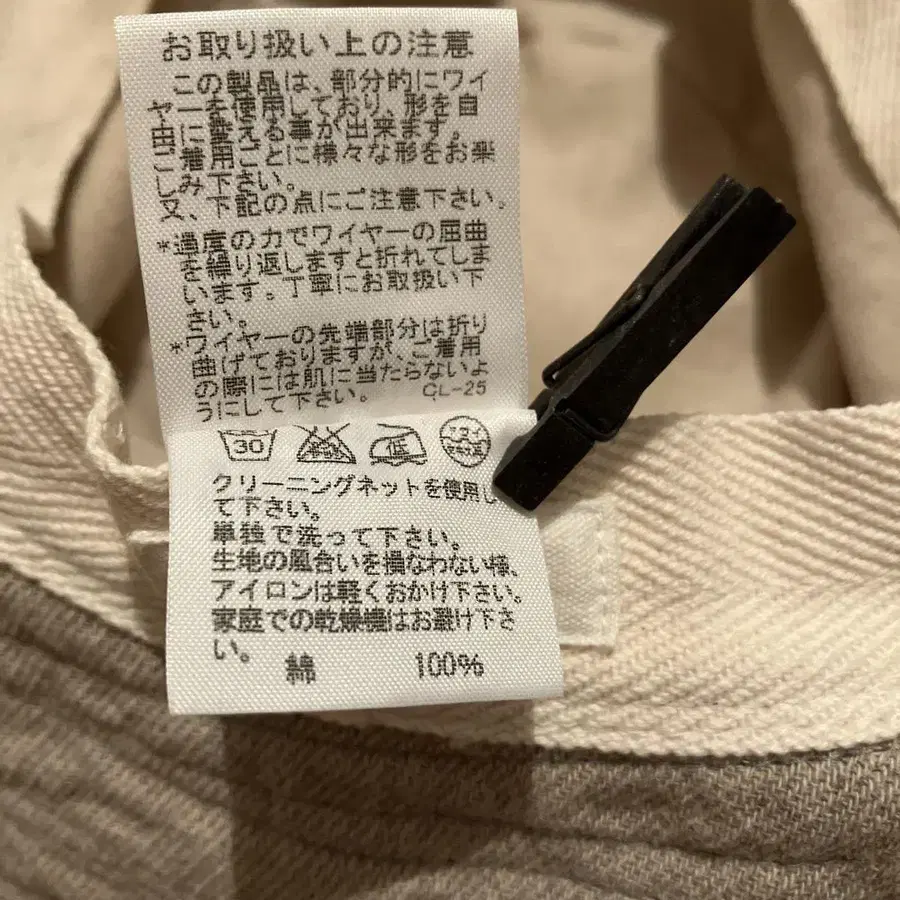 お取り扱い上の注意
この製品は、部分的にワイ
ヤーを使用しており、形を自
由に変える事が出来ます。
ご着用ごとに様々な形をお楽
しみ下さい。
又、下記の点にご注意下さい。
*過度の力でワイヤーの屈曲
を繰り返しますと折れてしま
います。丁寧にお取扱い下
さい。
*ワイヤーの先端部分は折り
曲げておりますが、ご着用
の際には肌に当たらないよ
うにして下さい。 CL-25
30 低
クリーニングネットを使用し
て下さい。
単独で洗って下さい。
生地の風合いを損なわない様、
アイロンは軽くおかけ下さい。
家庭での乾燥機はお避け下さ
い。
綿 100%